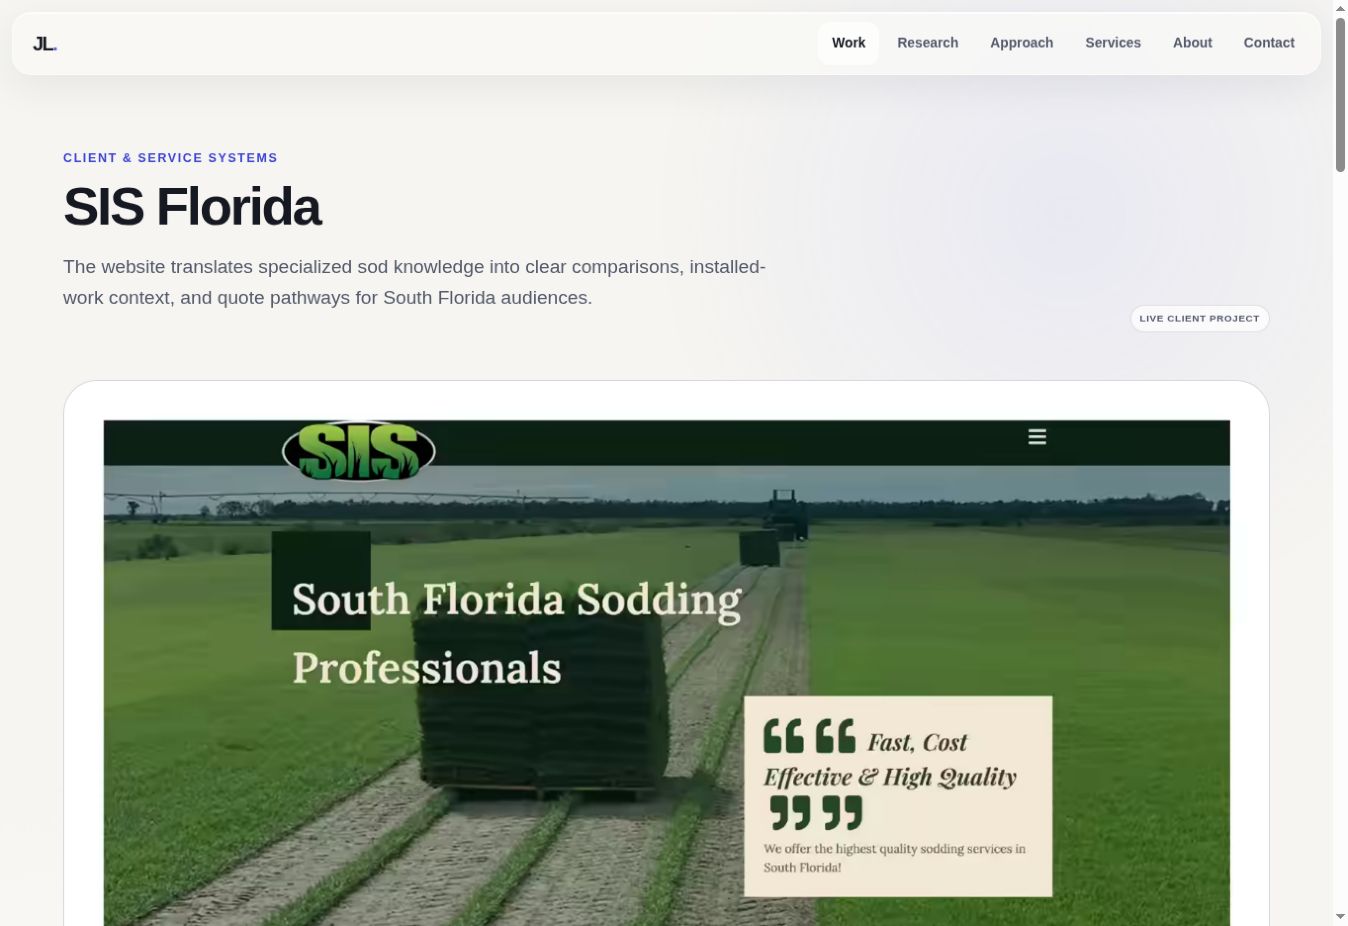 JL.
Work
Research
Approach
Services
About
Contact
CLIENT & SERVICE SYSTEMS
SIS Florida
The website translates specialized sod knowledge into clear comparisons, installed-
work context, and quote pathways for South Florida audiences.
LIVE CLIENT PROJECT
SIS
South Florida Sodding
Professionals
““ Fast, Cost
Effective & High Quality
””
We offer the highest quality sodding services in
South Florida!